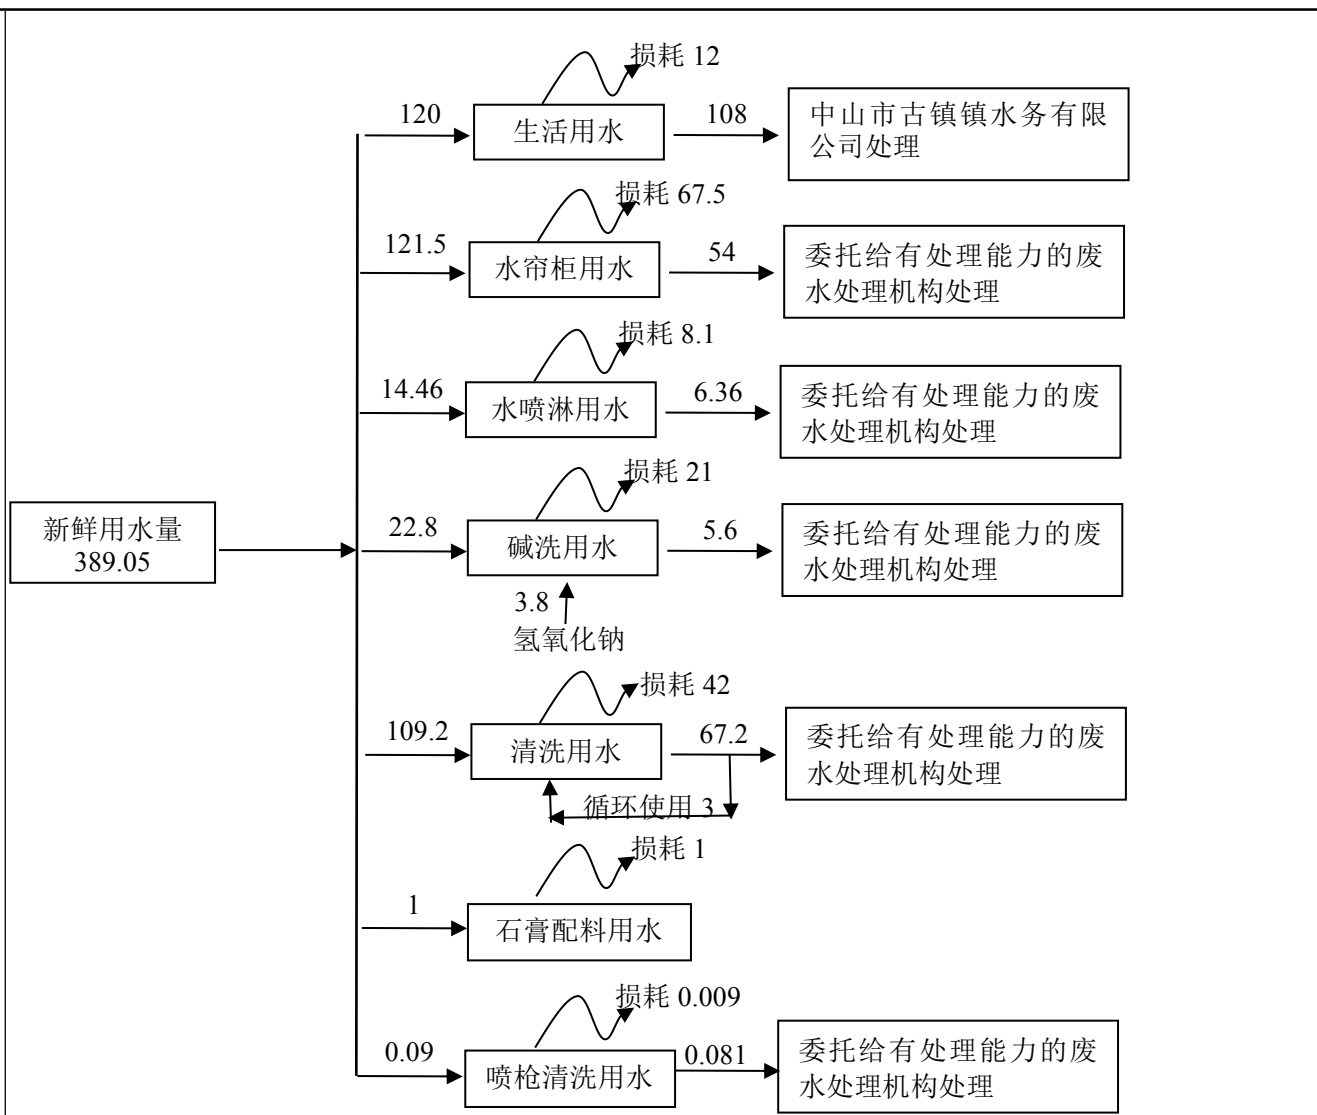 损耗 12
120
生活用水
108
中山市古镇镇水务有限
公司处理
损耗 67.5
121.5
水帘柜用水
54
委托给有处理能力的废
水处理机构处理
损耗 8.1
14.46
水喷淋用水
6.36
委托给有处理能力的废
水处理机构处理
新鲜用水量
389.05
损耗 21
22.8
碱洗用水
5.6
委托给有处理能力的废
水处理机构处理
3.8
氢氧化钠
损耗 42
109.2
清洗用水
67.2
委托给有处理能力的废
水处理机构处理
循环使用 3
损耗 1
1
石膏配料用水
损耗 0.009
0.09
喷枪清洗用水
0.081
委托给有处理能力的废
水处理机构处理